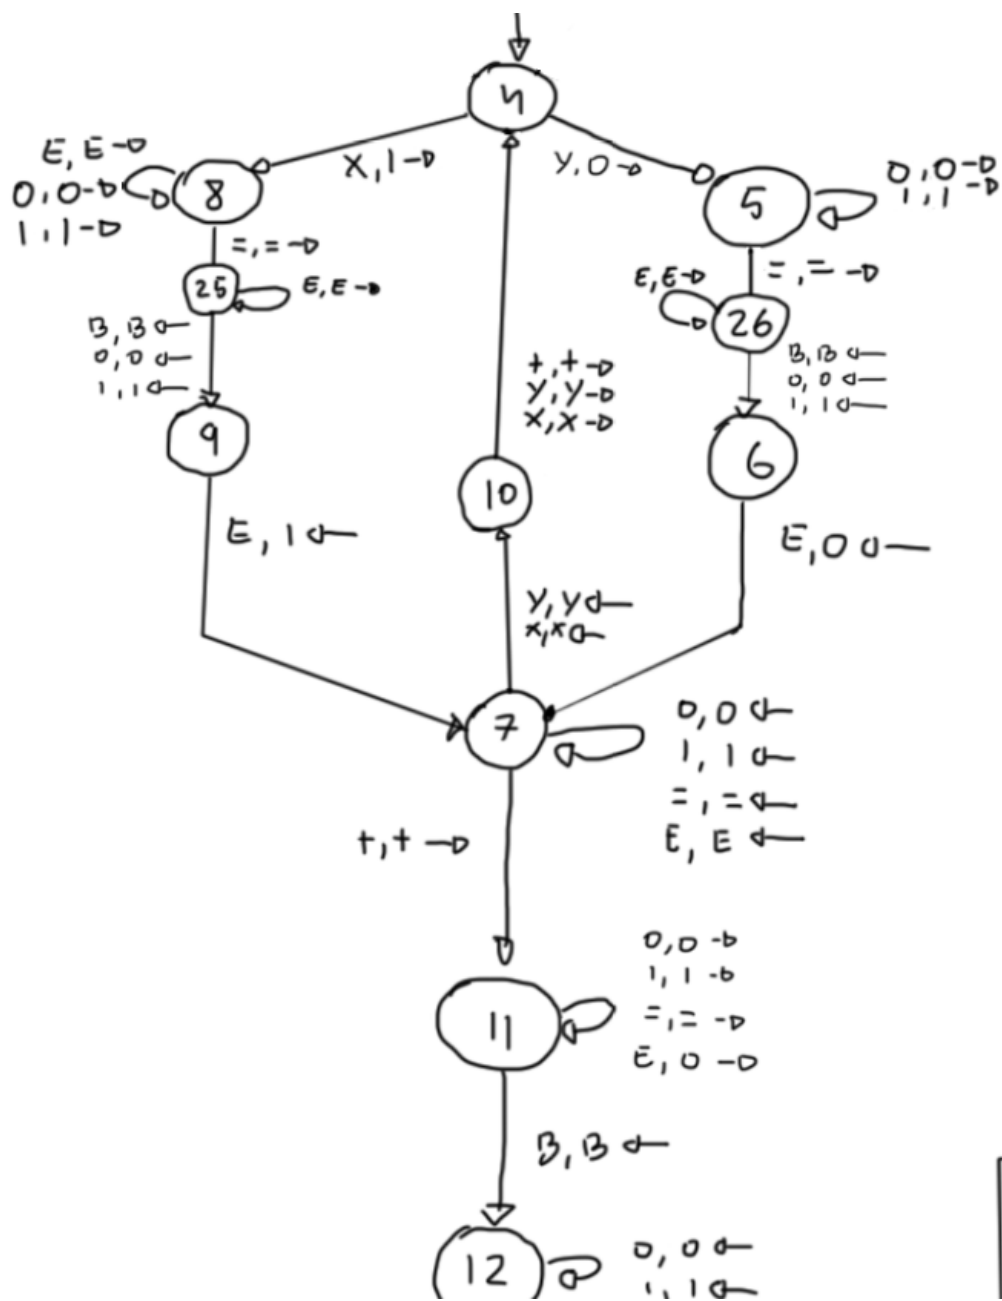 4
E, E →
X, 1 →
Y, 0 →
0, 0 →
0, 0 →
8
5
1, 1 →
1, 1 →
=, = →
25
E, E →
E, E →
=, = →
26
B, B ←
0, 0 ←
1, 1 ←
B, B ←
0, 0 ←
1, 1 ←
+, + →
Y, Y →
X, X →
9
6
10
E, 1 ←
E, 0 ←
Y, Y ←
X, X ←
7
0, 0 ←
1, 1 ←
=, = ←
E, E ←
+, + →
0, 0 →
1, 1 →
=, = →
E, 0 →
11
B, B ←
12
0, 0 ←
1, 1 ←